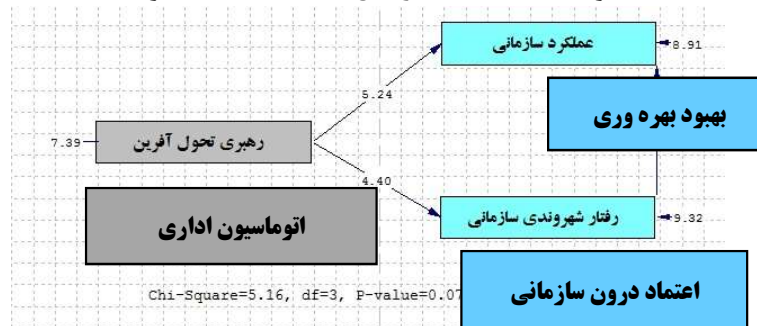 عملکرد سازمانی
8.91
5.24
بهبود بهره وری
7.39
رهبری تحول آفرین
4.40
اتوماسیون اداری
رفتار شهروندی سازمانی
9.32
اعتماد درون سازمانی
Chi-Square=5.16, df=3, P-value=0.07